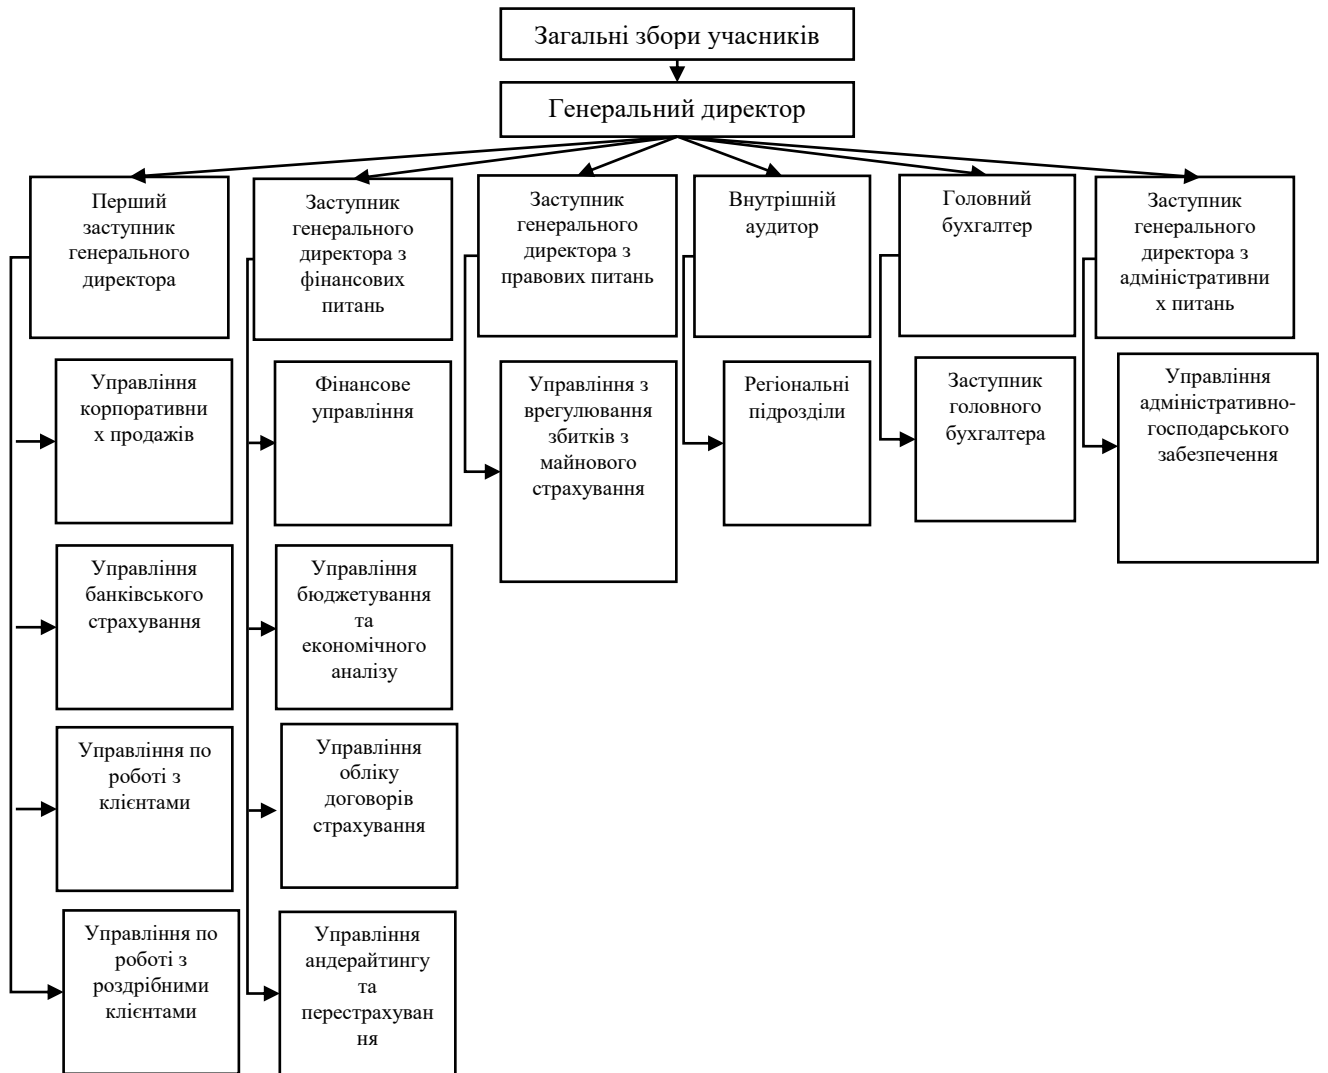 Загальні збори учасників
Генеральний директор
Перший
заступник
генерального
директора
Заступник
генерального
директора з
фінансових
питань
Заступник
генерального
директора з
правових питань
Внутрішній
аудитор
Головний
бухгалтер
Заступник
генерального
директора з
адміністративни
х питань
Управління
корпоративни
х продажів
Фінансове
управління
Управління з
врегулювання
збитків з
майнового
страхування
Регіональні
підрозділи
Заступник
головного
бухгалтера
Управління
адміністративно-
господарського
забезпечення
Управління
банківського
страхування
Управління
бюджетування
та
економічного
аналізу
Управління по
роботі з
клієнтами
Управління
обліку
договорів
страхування
Управління по
роботі з
роздрібними
клієнтами
Управління
андерайтингу
та
перестрахуван
ня